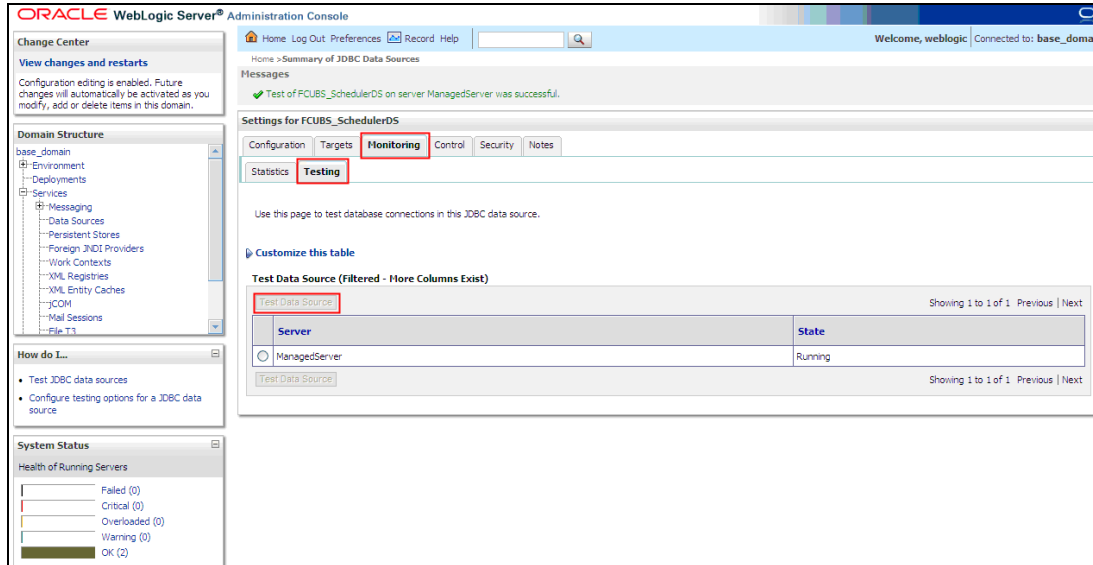 ORACLE WebLogic Server® Administration Console
Change Center
View changes and restarts
Configuration editing is enabled. Future
changes will automatically be activated as you
modify, add or delete items in this domain.
Domain Structure
base_domain
Environment
Deployments
Services
Messaging
Data Sources
Persistent Stores
Foreign JNDI Providers
Work Contexts
XML Registries
XML Entity Caches
jCOM
Mail Sessions
File T3
How do I...
Test JDBC data sources
Configure testing options for a JDBC data
source
System Status
Health of Running Servers
Failed (0)
Critical (0)
Overloaded (0)
Warning (0)
OK (2)
Home Log Out Preferences Record Help
Welcome, weblogic Connected to: base_doma
Home >Summary of JDBC Data Sources
Messages
Test of FCUBS_SchedulerDS on server ManagedServer was successful.
Settings for FCUBS_SchedulerDS
Configuration Targets Monitoring Control Security Notes
Statistics Testing
Use this page to test database connections in this JDBC data source.
Customize this table
Test Data Source (Filtered - More Columns Exist)
Test Data Source Showing 1 to 1 of 1 Previous | Next
Server State
ManagedServer Running
Test Data Source Showing 1 to 1 of 1 Previous | Next